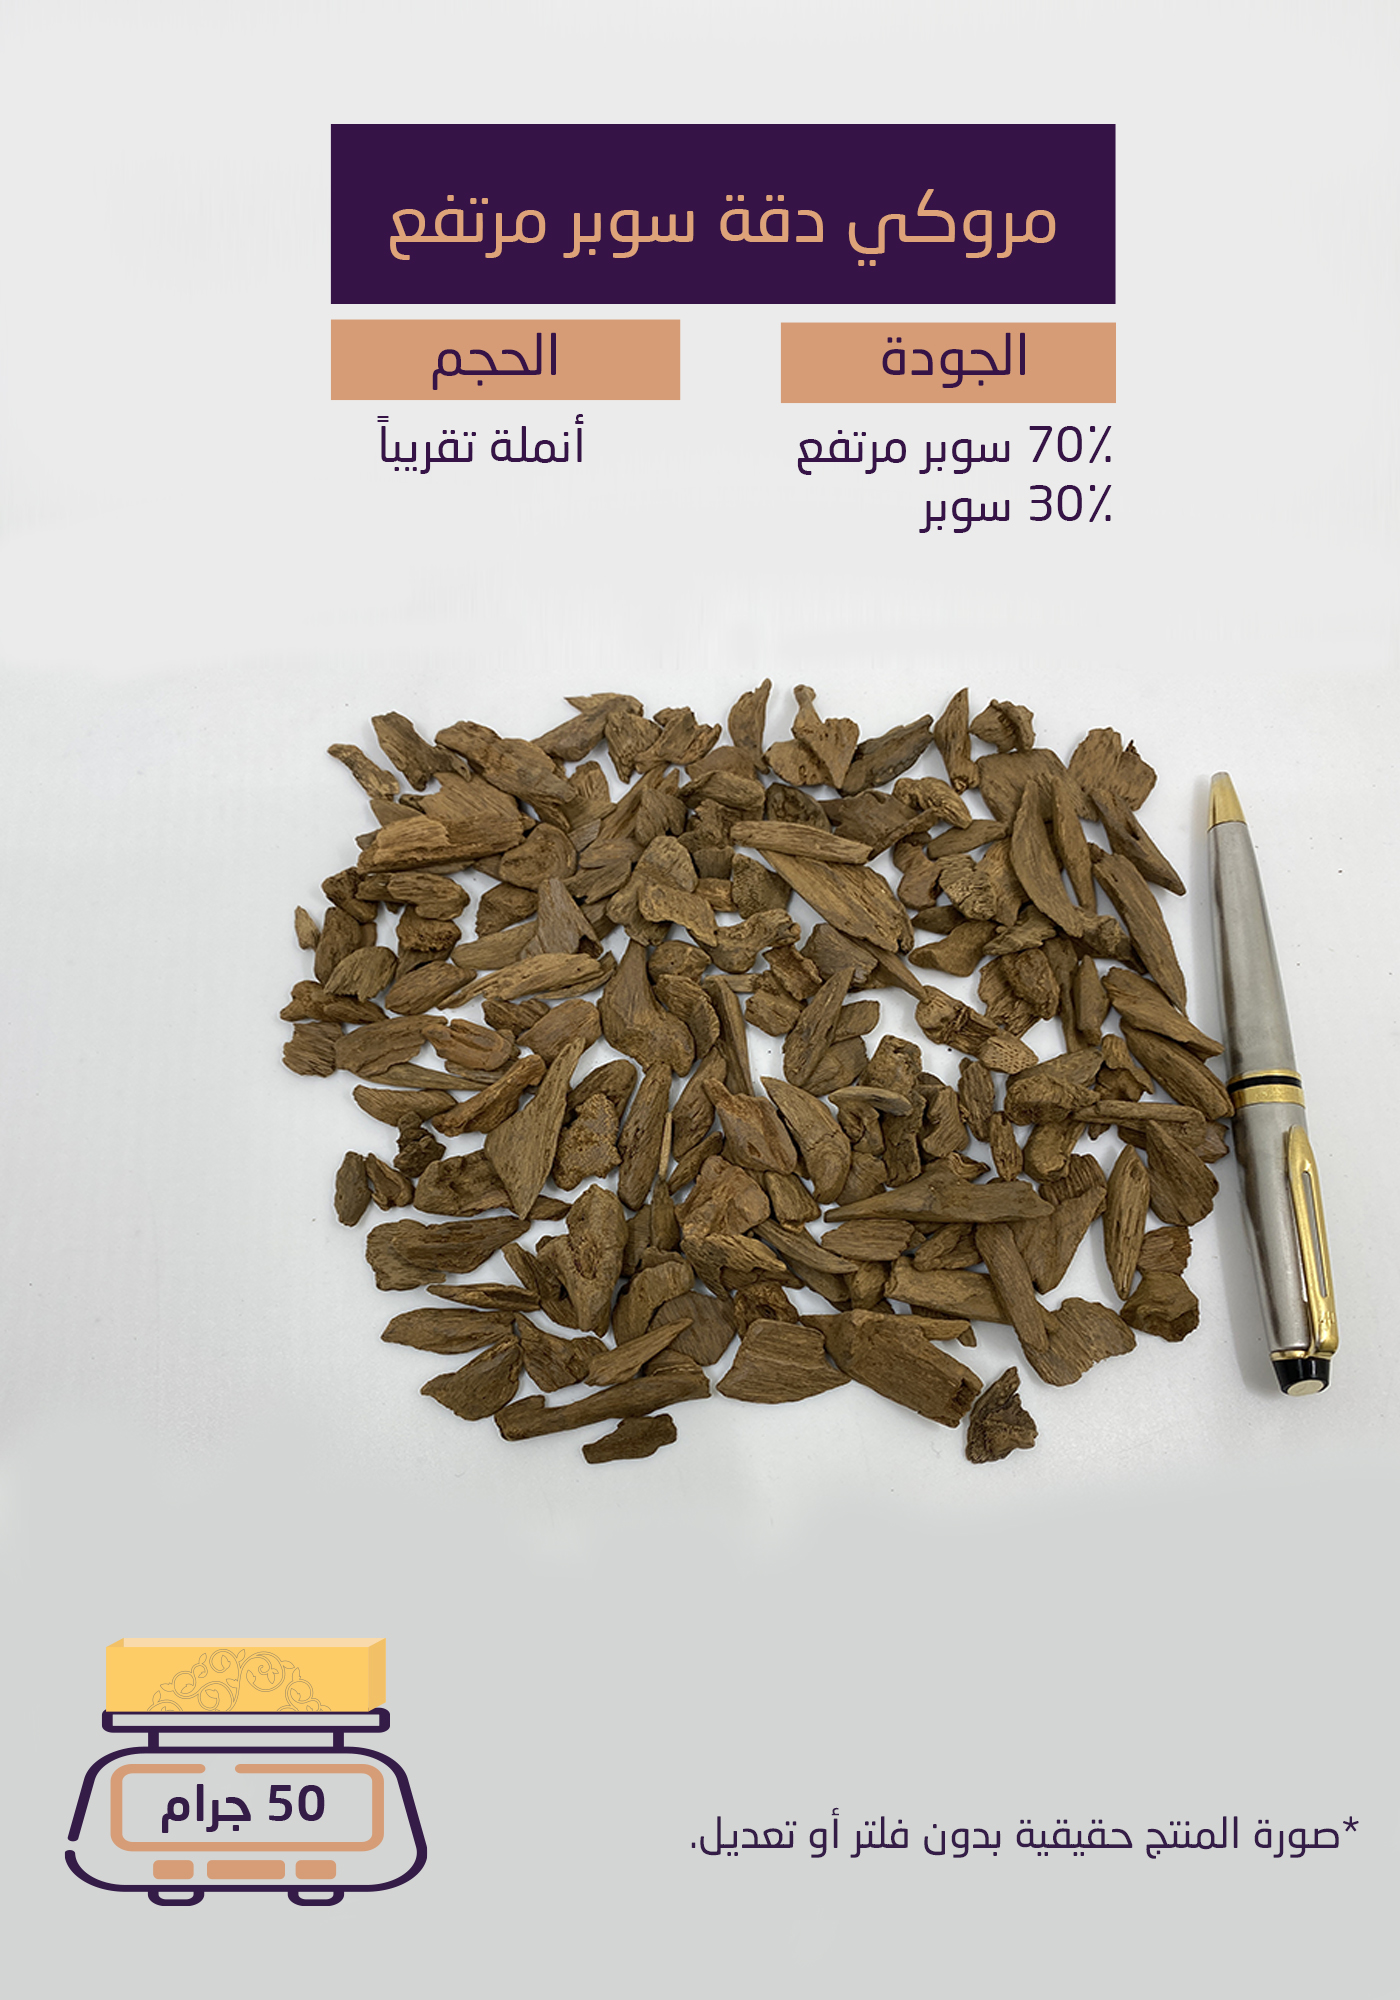 مروكي دقة سوبر مرتفع
الجودة
70٪ سوبر مرتفع
30٪ سوبر
الحجم
أنملة تقريباً
50 جرام
*صورة المنتج حقيقية بدون فلتر أو تعديل.